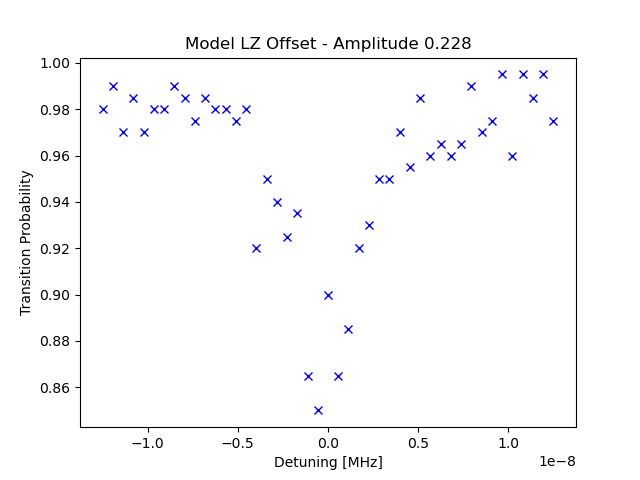 Model LZ Offset - Amplitude 0.228
1.00
0.98
0.96
0.94
0.92
0.90
0.88
0.86
Transition Probability
−1.0 −0.5 0.0 0.5 1.0
1e−8
Detuning [MHz]